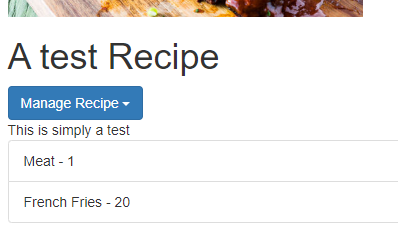 A test Recipe
Manage Recipe
This is simply a test
Meat - 1
French Fries - 20